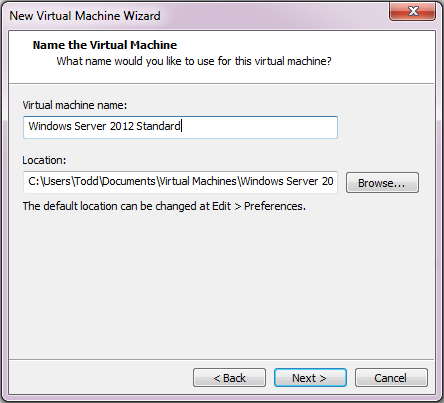 New Virtual Machine Wizard
Name the Virtual Machine
What name would you like to use for this virtual machine?
Virtual machine name:
Windows Server 2012 Standard
Location:
C:\Users\Todd\Documents\Virtual Machines\Windows Server 20
Browse...
The default location can be changed at Edit > Preferences.
< Back
Next >
Cancel